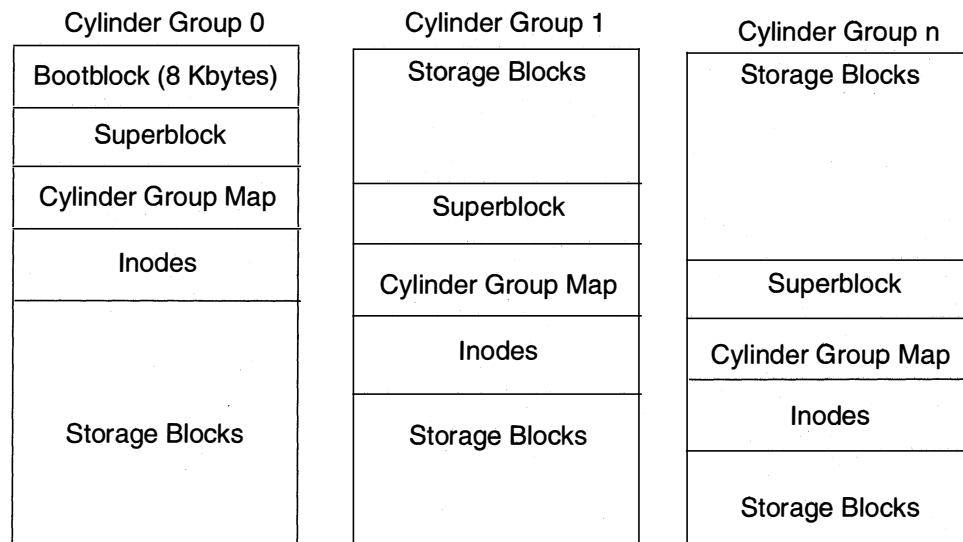 Cylinder Group 0
Bootblock (8 Kbytes)
Superblock
Cylinder Group Map
Inodes
Storage Blocks
Cylinder Group 1
Storage Blocks
Superblock
Cylinder Group Map
Inodes
Storage Blocks
Cylinder Group n
Storage Blocks
Superblock
Cylinder Group Map
Inodes
Storage Blocks